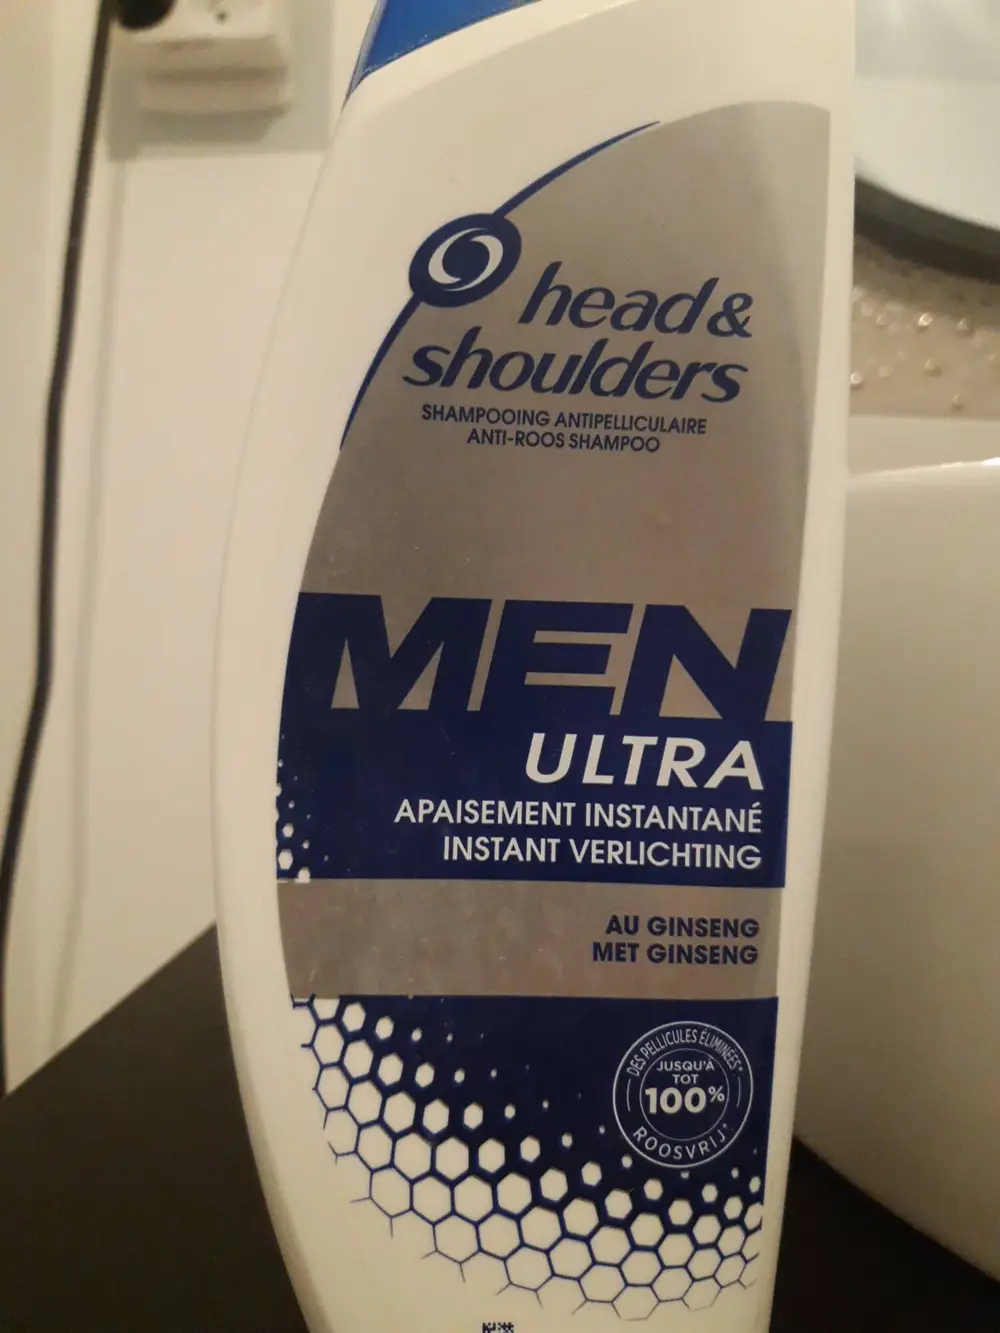 head &
shoulders
SHAMPOOING ANTIPELLICULAIRE
ANTI-ROOS SHAMPOO
MEN
ULTRA
APAISEMENT INSTANTANÉ
INSTANT VERLICHTING
AU GINSENG
MET GINSENG
DES PELLICULES ÉLIMINÉES*
JUSQU'À
TOT
100%
ROOSVRIJ*